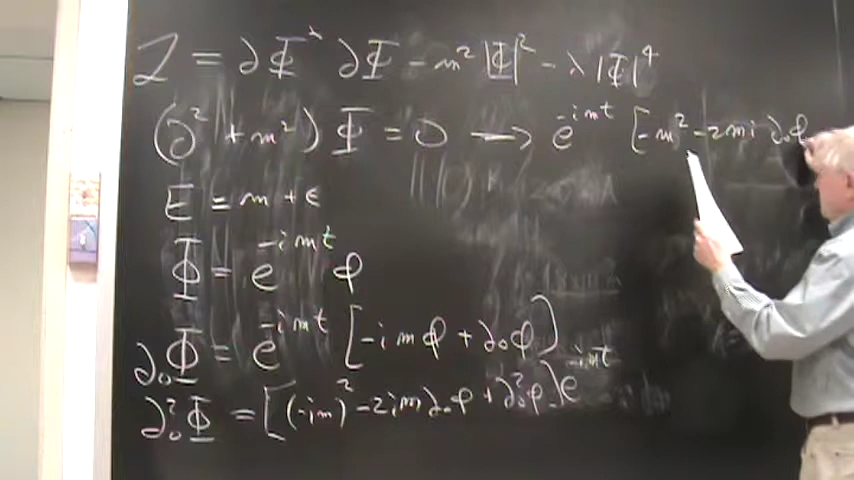 ℒ = ∂Φ* ∂Φ - m² |Φ|² - λ |Φ|⁴
(∂² + m²) Φ = 0 → e^{-imt} [-m² - 2mi ∂₀φ
E = m + ε
Φ = e^{-imt} φ
∂₀Φ = e^{-imt} [-imφ + ∂₀φ]
∂₀²Φ = [(-im)² - 2im∂₀φ + ∂₀²φ] e^{-imt}